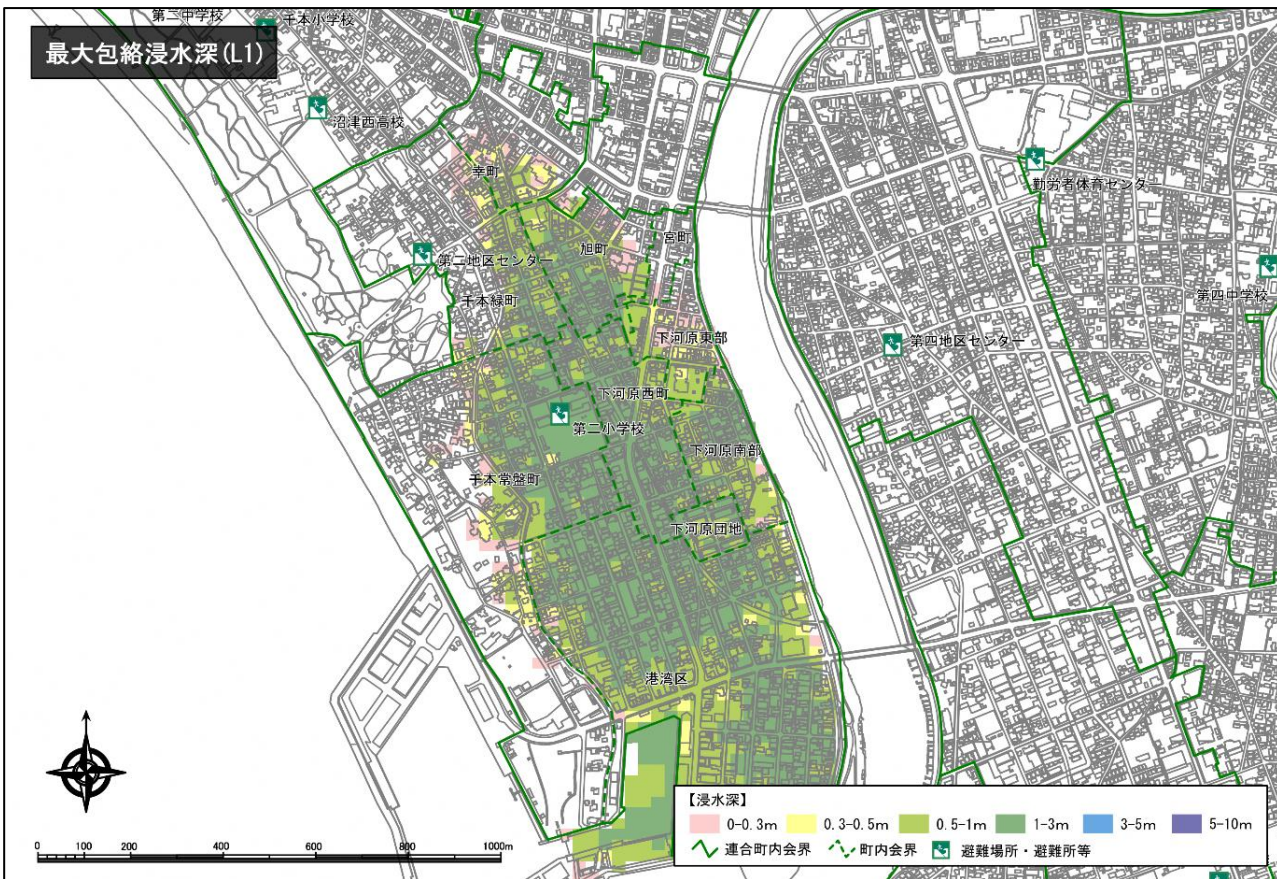 第二中学校
千本小学校
最大包絡浸水深(L1)
沼津西高校
幸町
勤労者体育センター
宮町
旭町
第二地区センター
第四中学校
千本緑町
下河原東部
第四地区センター
下河原西町
第二小学校
下河原南部
千本常盤町
下河原団地
港湾区
【浸水深】
0-0.3m 0.3-0.5m 0.5-1m 1-3m 3-5m 5-10m
連合町内会界 町内会界 避難場所・避難所等
0 100 200 400 600 800 1000m